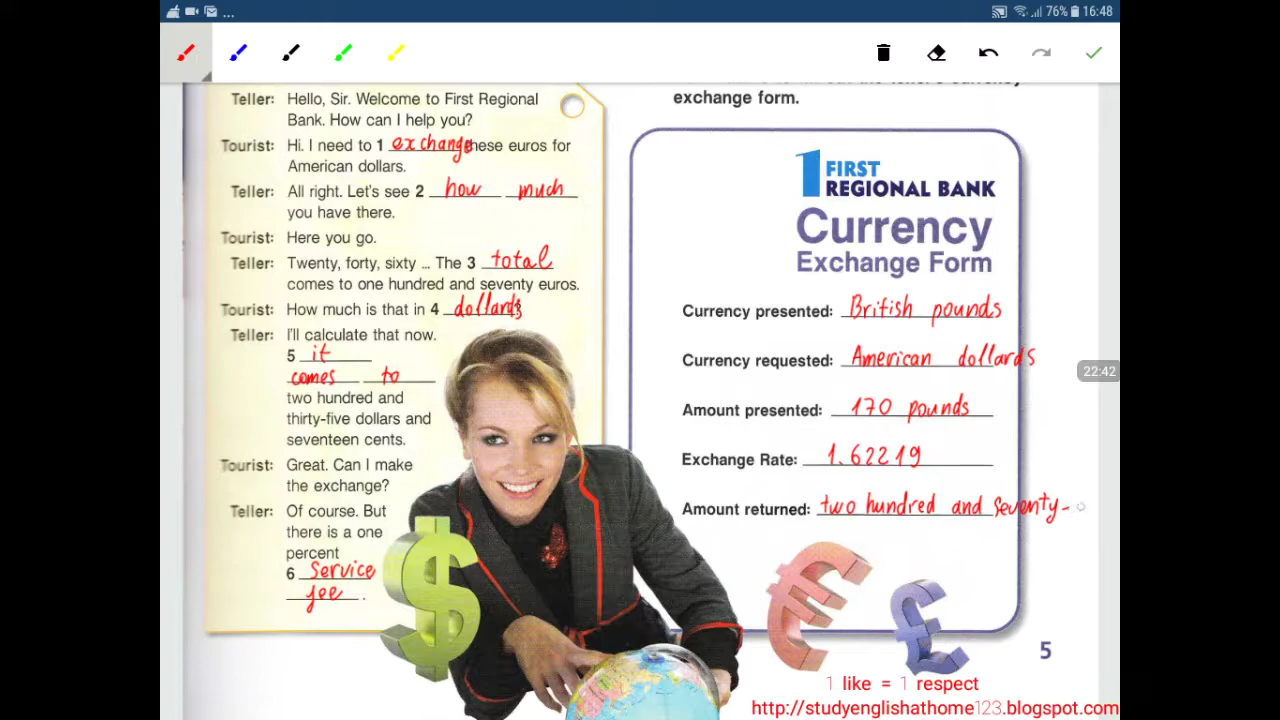 ... 76% 16:48
exchange form.
Teller: Hello, Sir. Welcome to First Regional
Bank. How can I help you?
Tourist: Hi. I need to 1 exchange these euros for
American dollars.
Teller: All right. Let's see 2 how much
you have there.
Tourist: Here you go.
Teller: Twenty, forty, sixty ... The 3 total
comes to one hundred and seventy euros.
Tourist: How much is that in 4 dollards?
Teller: I'll calculate that now.
5 it
comes to
two hundred and
thirty-five dollars and
seventeen cents.
Tourist: Great. Can I make
the exchange?
Teller: Of course. But
there is a one
percent
6 service
fee.
1 FIRST
REGIONAL BANK
Currency
Exchange Form
Currency presented: British pounds
Currency requested: American dollards
Amount presented: 170 pounds
Exchange Rate: 1.62219
Amount returned: two hundred and seventy-
22:42
$ € £
5
1 like = 1 respect
http://studyenglishathome123.blogspot.com